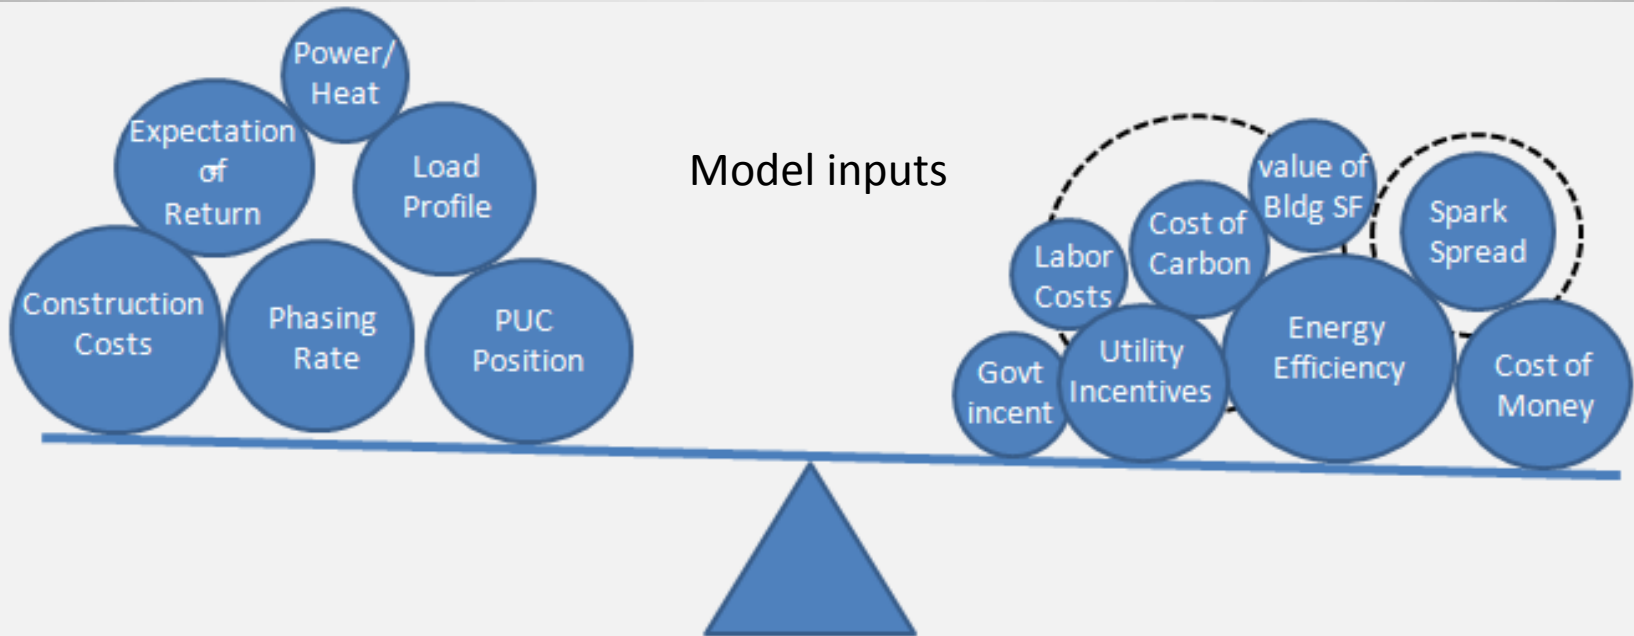 Power/
Heat
Expectation
of
Return
Load
Profile
Construction
Costs
Phasing
Rate
PUC
Position
Model inputs
value of
Bldg SF
Spark
Spread
Cost of
Carbon
Labor
Costs
Energy
Efficiency
Utility
Incentives
Govt
incent
Cost of
Money